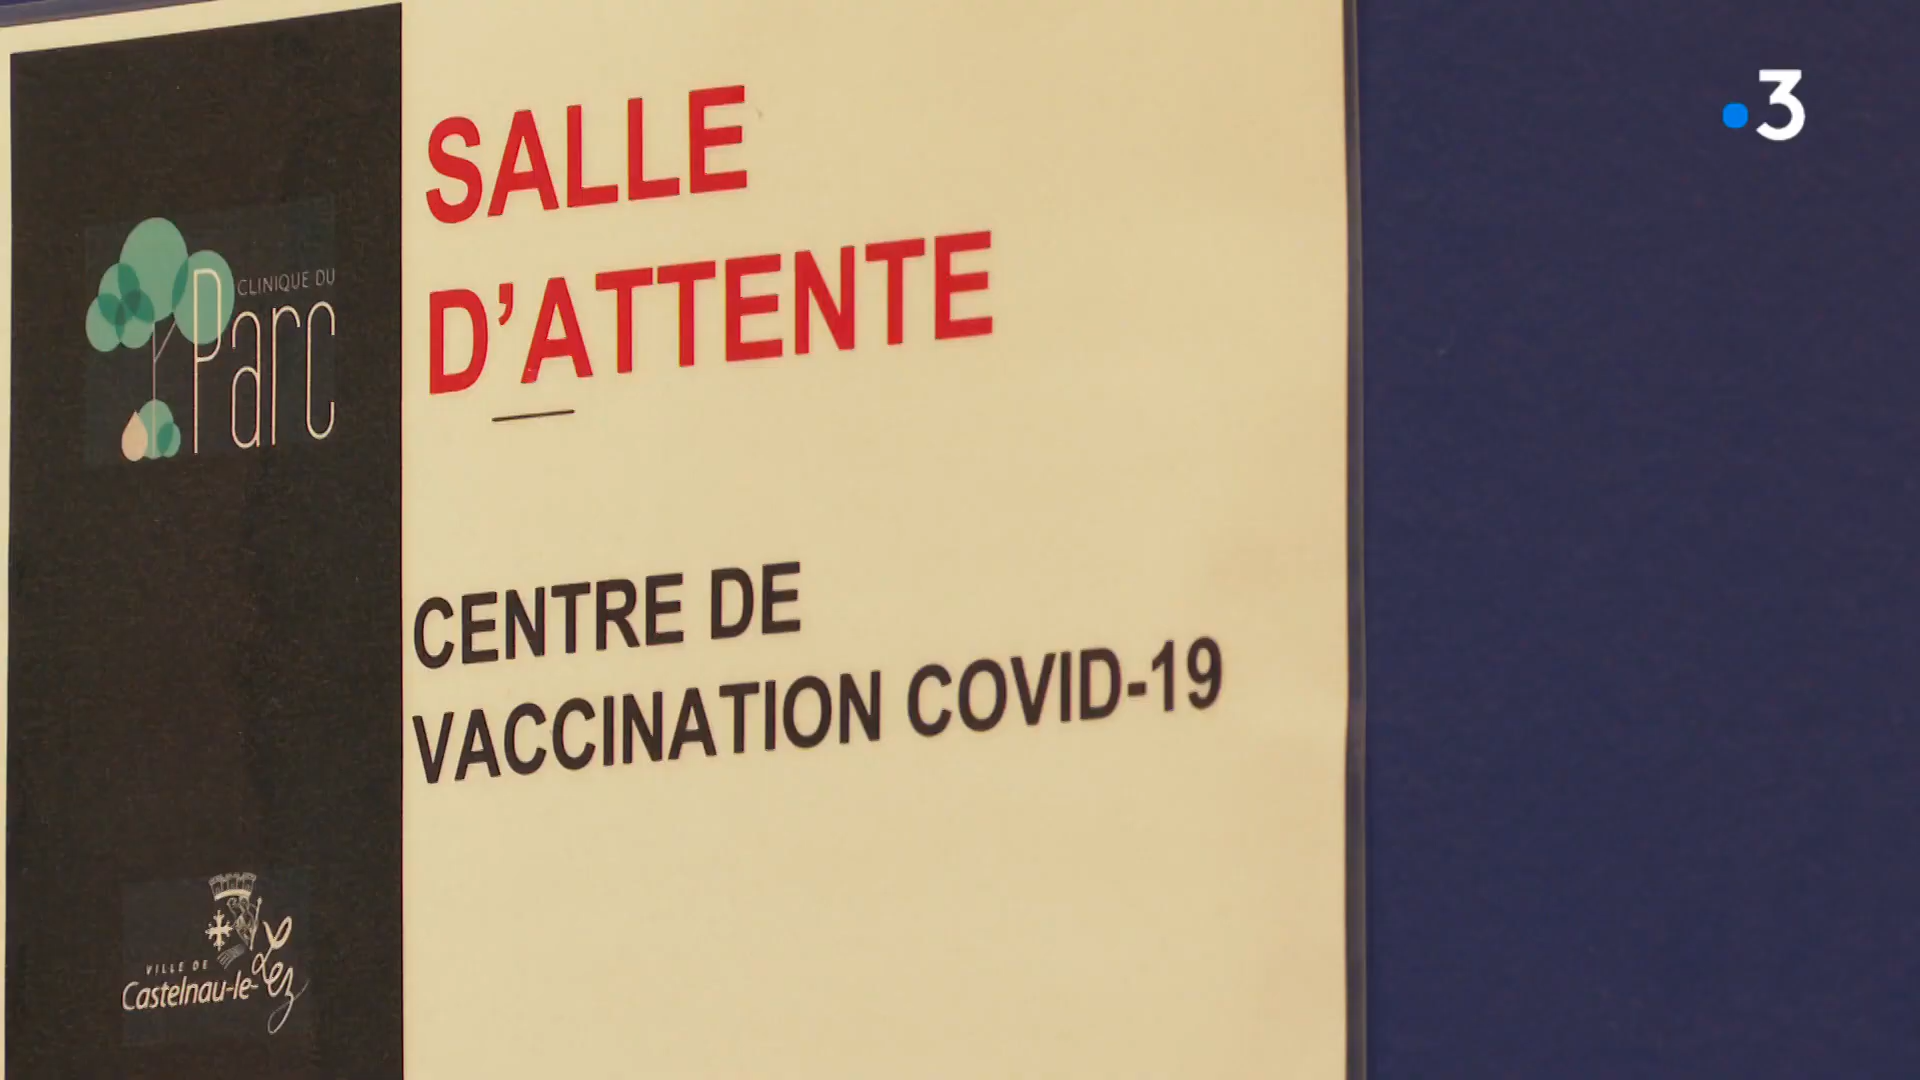 SALLE
D'ATTENTE
CENTRE DE
VACCINATION COVID-19
CLINIQUE DU
Parc
VILLE DE
Castelnau-le-Lez
3